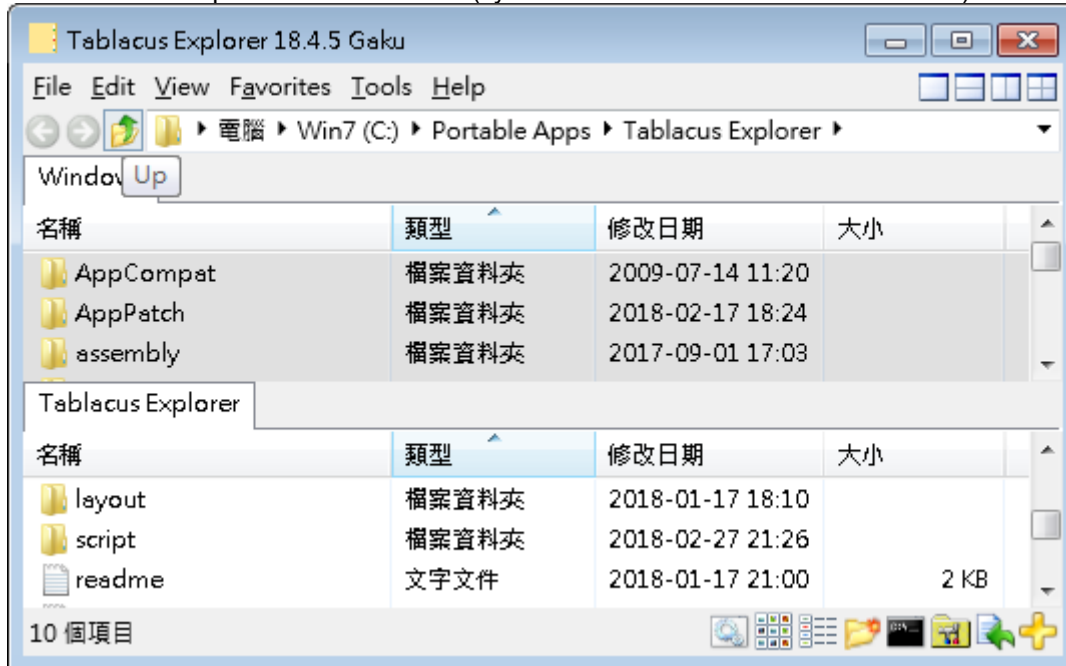 Tablacus Explorer 18.4.5 Gaku
File Edit View Favorites Tools Help
電腦 Win7 (C:) Portable Apps Tablacus Explorer
Up
名稱 類型 修改日期 大小
AppCompat 檔案資料夾 2009-07-14 11:20
AppPatch 檔案資料夾 2018-02-17 18:24
assembly 檔案資料夾 2017-09-01 17:03
Tablacus Explorer
名稱 類型 修改日期 大小
layout 檔案資料夾 2018-01-17 18:10
script 檔案資料夾 2018-02-27 21:26
readme 文字文件 2018-01-17 21:00 2 KB
10 個項目